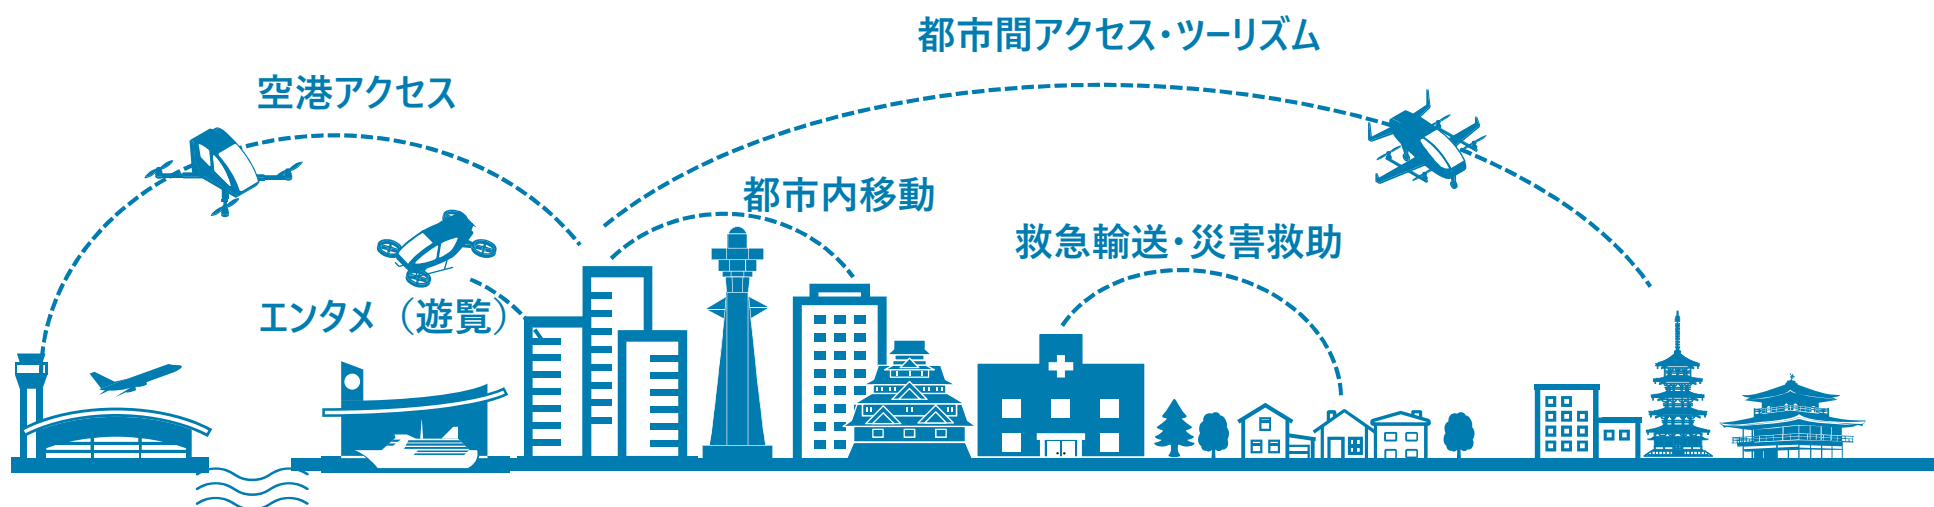 都市間アクセス・ツーリズム
空港アクセス
都市内移動
救急輸送・災害救助
エンタメ（遊覧）